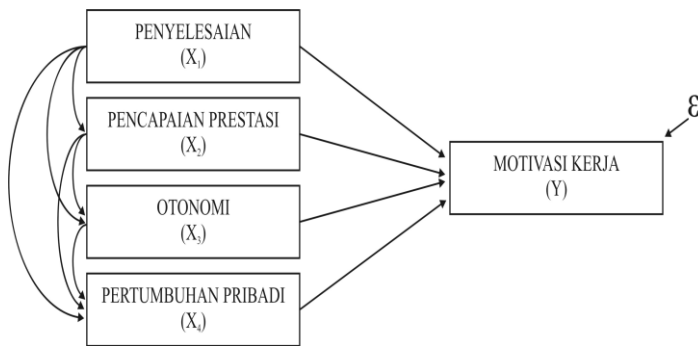 PENYELESAIAN
(X₁)
ε
PENCAPAIAN PRESTASI
(X₂)
MOTIVASI KERJA
(Y)
OTONOMI
(X₃)
PERTUMBUHAN PRIBADI
(X₄)